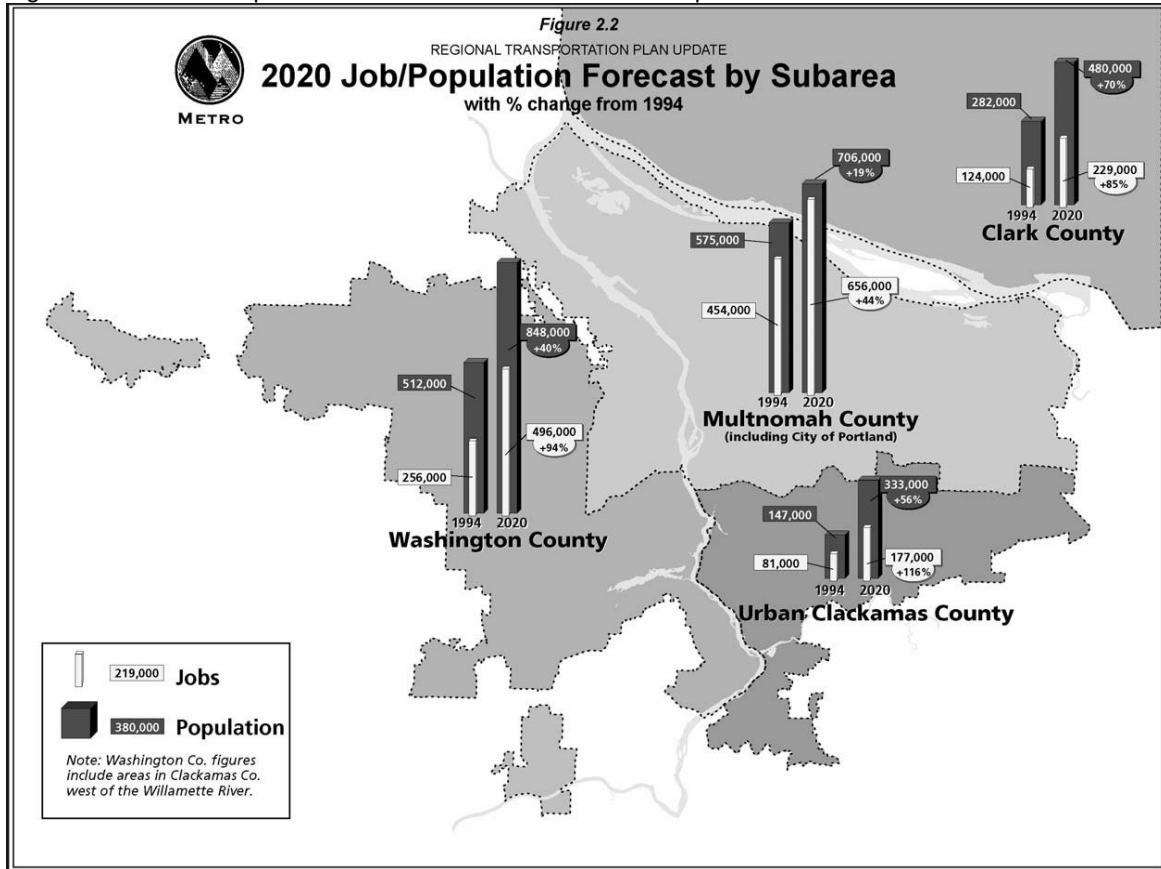 Figure 2.2
REGIONAL TRANSPORTATION PLAN UPDATE
2020 Job/Population Forecast by Subarea
with % change from 1994
METRO
480,000
+70%
282,000
124,000
229,000
+85%
1994 2020
Clark County
706,000
+19%
575,000
454,000
656,000
+44%
1994 2020
Multnomah County
(including City of Portland)
848,000
+40%
512,000
496,000
+94%
256,000
1994 2020
Washington County
333,000
+56%
147,000
81,000
177,000
+116%
1994 2020
Urban Clackamas County
219,000 Jobs
380,000 Population
Note: Washington Co. figures
include areas in Clackamas Co.
west of the Willamette River.